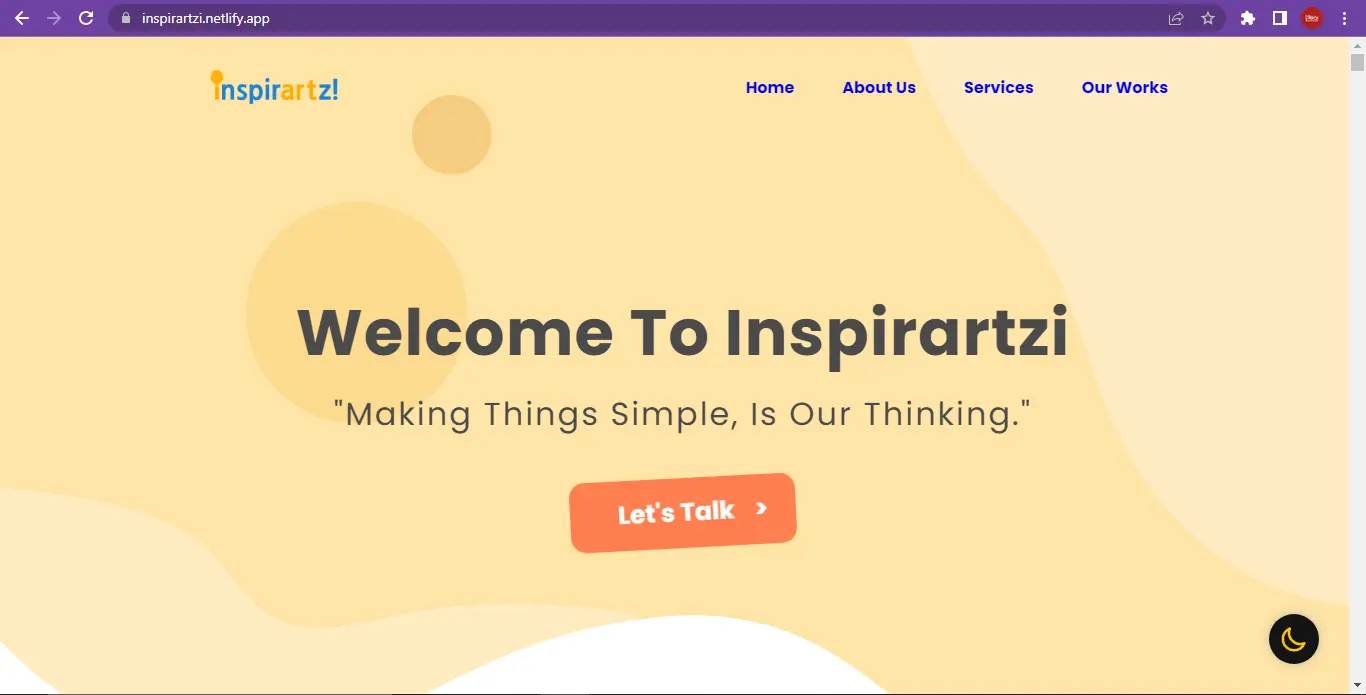 inspirartzi.netlify.app
inspirartz!
Home About Us Services Our Works
Welcome To Inspirartzi
"Making Things Simple, Is Our Thinking."
Let's Talk >